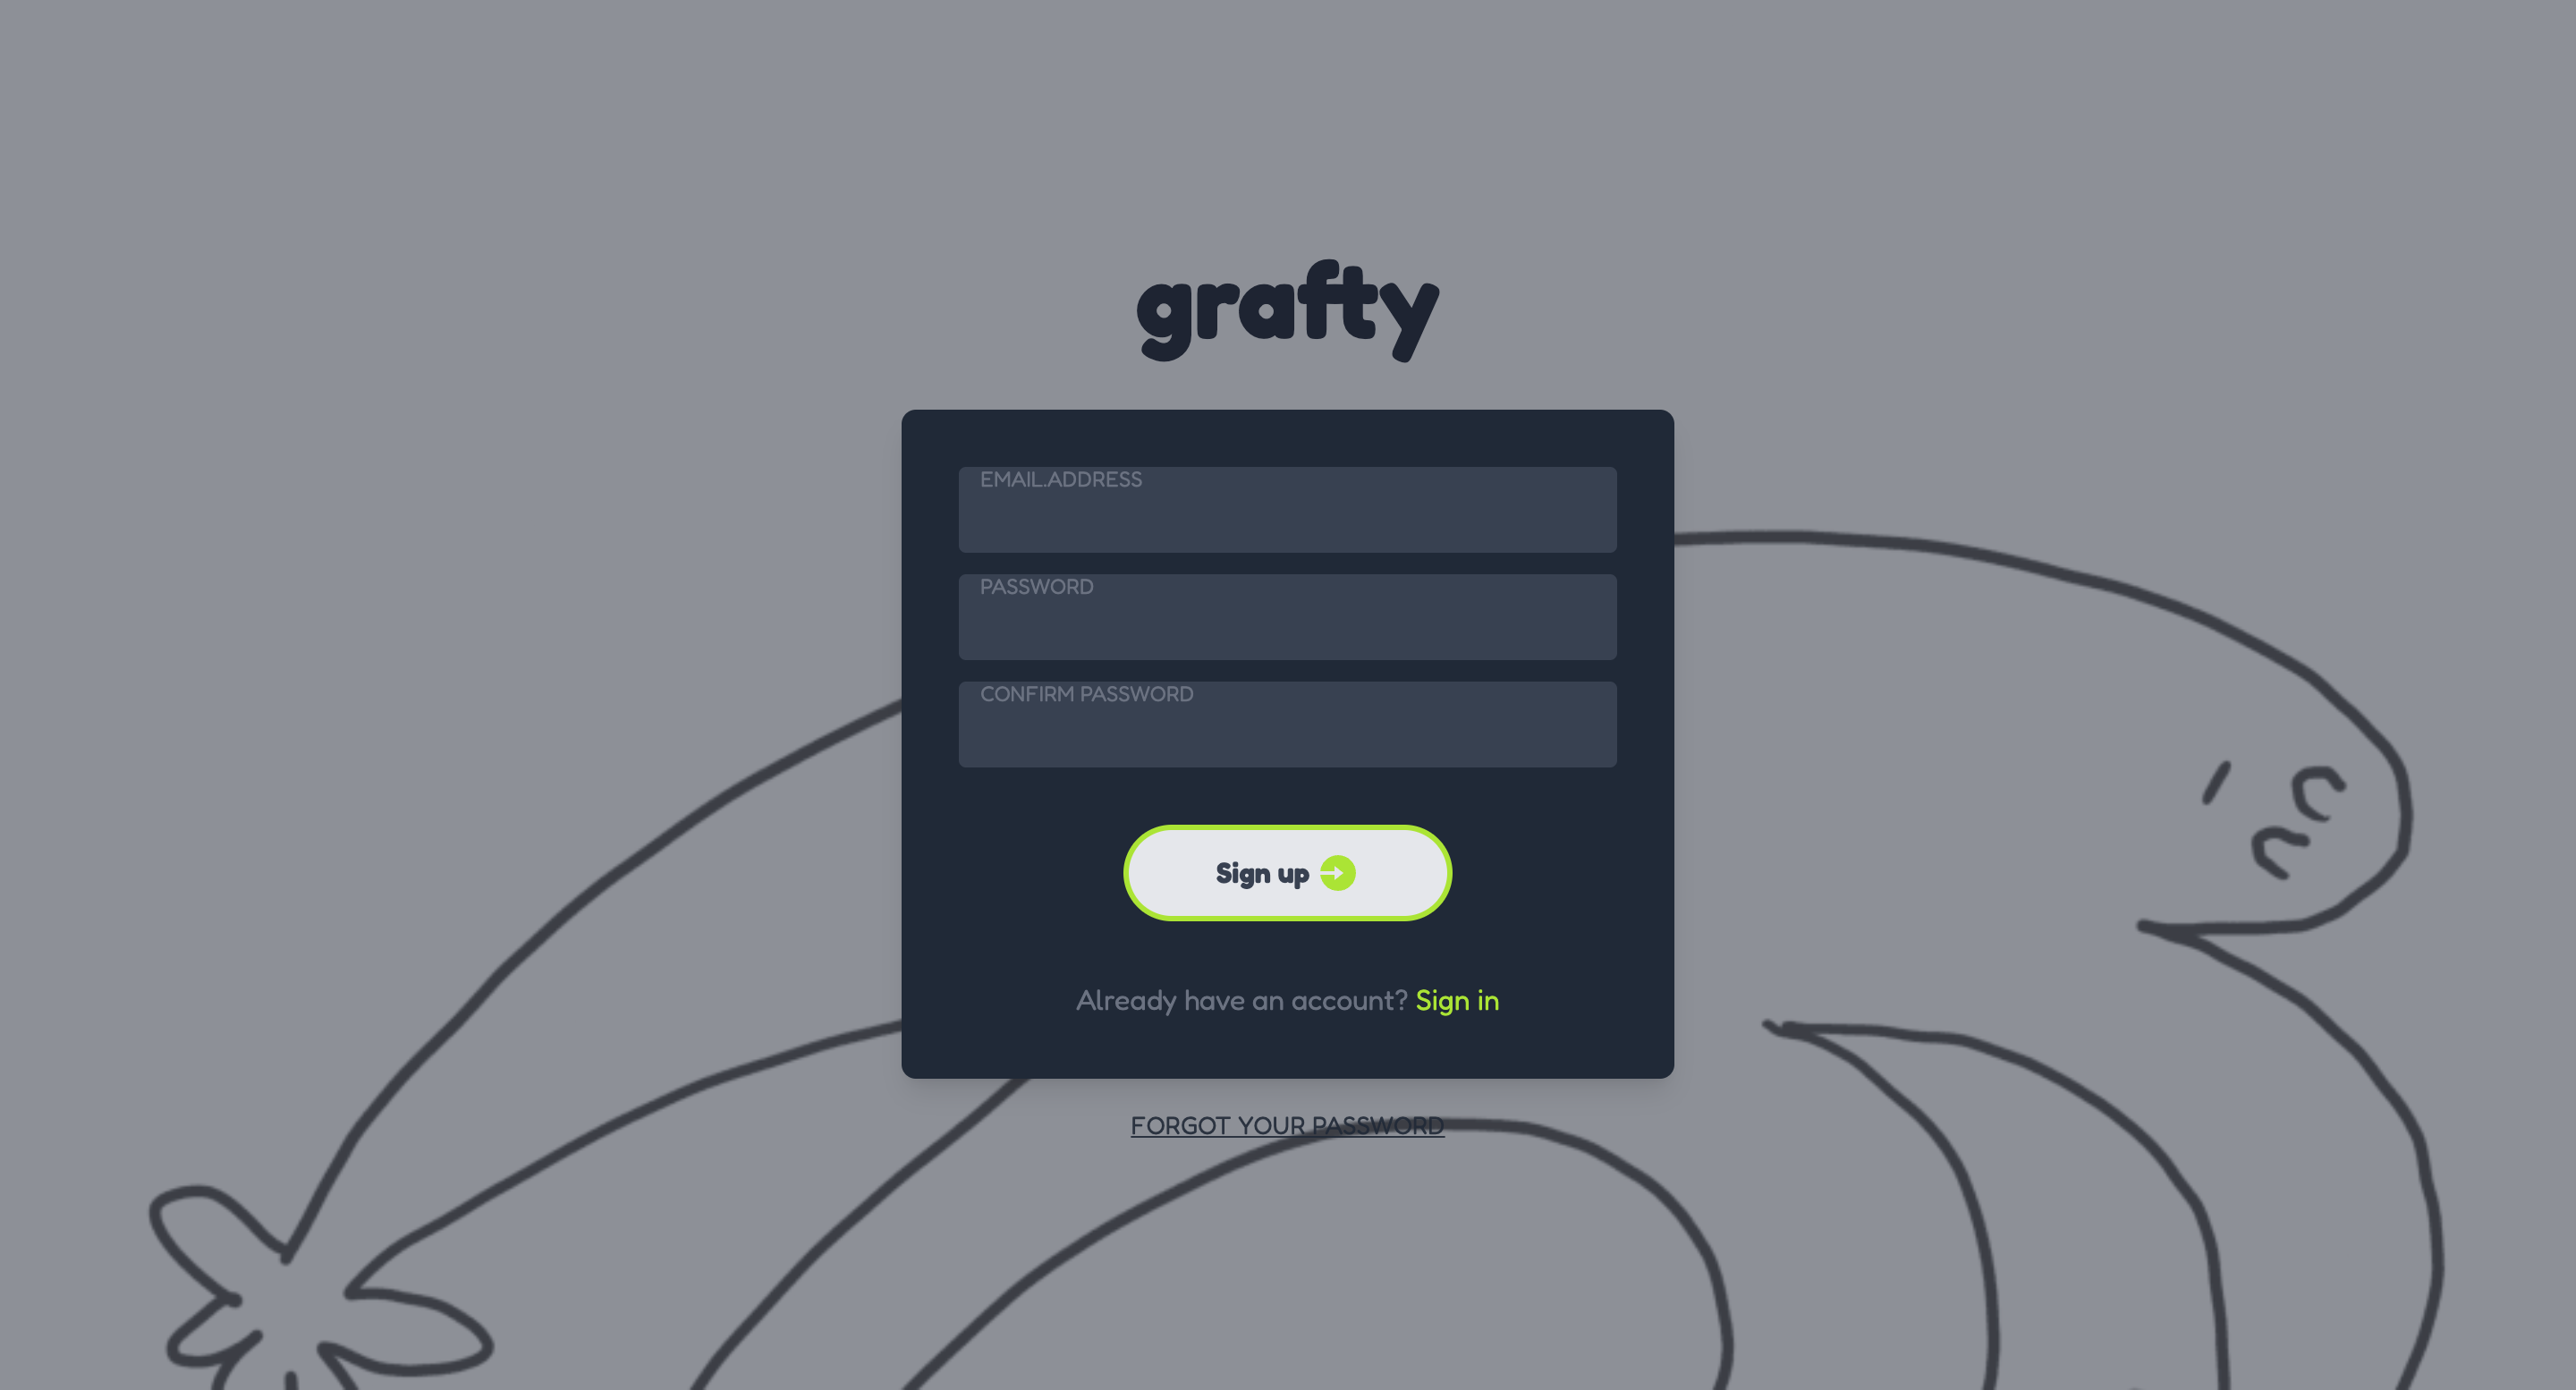 grafty
EMAIL.ADDRESS
PASSWORD
CONFIRM PASSWORD
Sign up
Already have an account? Sign in
FORGOT YOUR PASSWORD